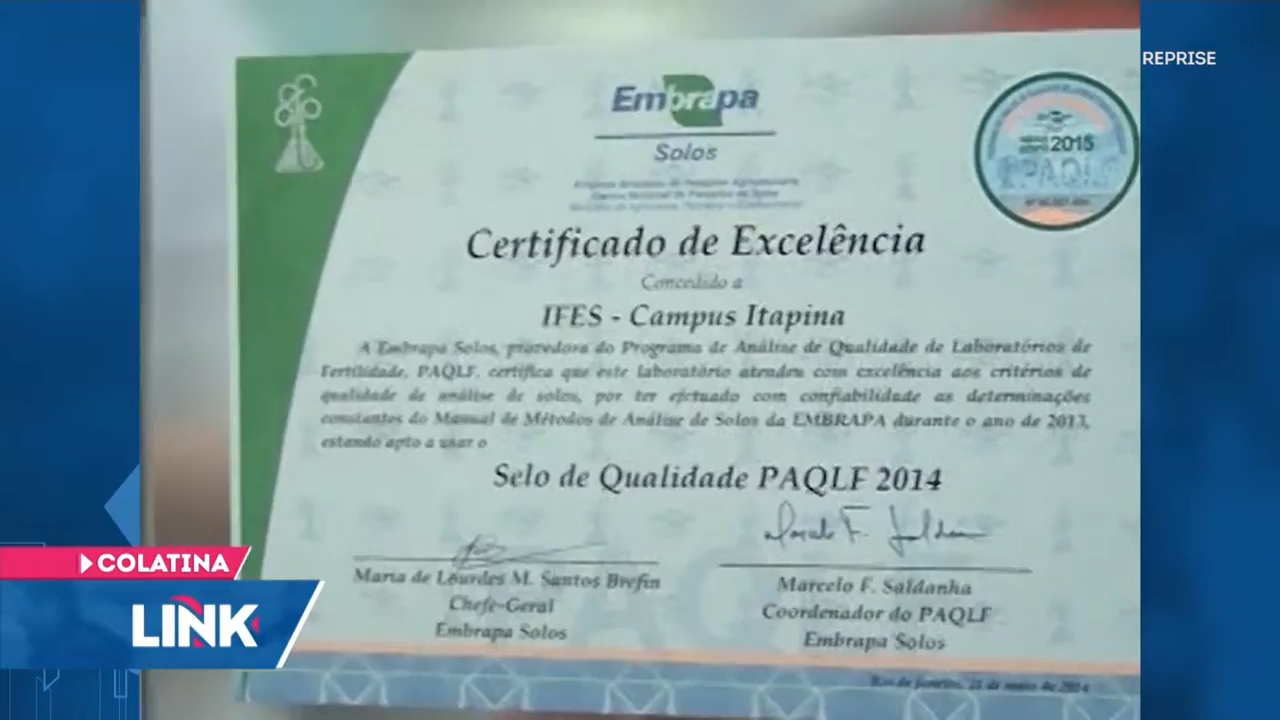 REPRISE
Embrapa
Solos
2015
PAQLF
Certificado de Excelência
Concedido a
IFES - Campus Itapina
A Embrapa Solos, provedora do Programa de Análise de Qualidade de Laboratórios de
Fertilidade, PAQLF, certifica que este laboratório atendeu com excelência aos critérios de
qualidade de análise de solos, por ter efetuado com confiabilidade as determinações
constantes do Manual de Métodos de Análise de Solos da EMBRAPA durante o ano de 2013,
estando apto a usar o
Selo de Qualidade PAQLF 2014
Maria de Lourdes M. Santos Brefin
Chefe-Geral
Embrapa Solos
Marcelo F. Saldanha
Coordenador do PAQLF
Embrapa Solos
Rio de Janeiro, 21 de maio de 2014
COLATINA
LINK